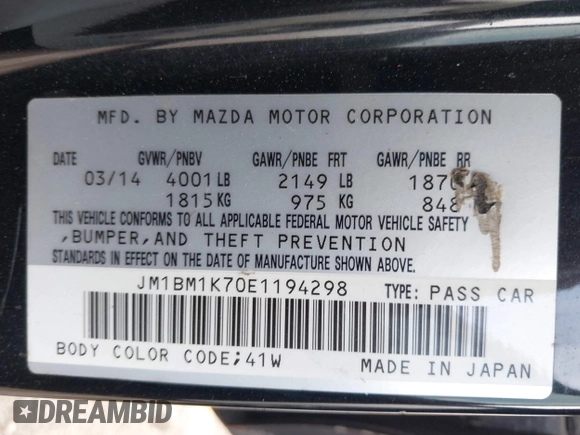 MFD. BY MAZDA MOTOR CORPORATION
DATE GVWR/PNBV GAWR/PNBE FRT GAWR/PNBE RR
03/14 4001 LB 2149 LB 1870
1815 KG 975 KG 848
THIS VEHICLE CONFORMS TO ALL APPLICABLE FEDERAL MOTOR VEHICLE SAFETY
,BUMPER,AND THEFT PREVENTION
STANDARDS IN EFFECT ON THE DATE OF MANUFACTURE SHOWN ABOVE.
JM1BM1K70E1194298 TYPE: PASS CAR
BODY COLOR CODE;41W MADE IN JAPAN
DREAMBID